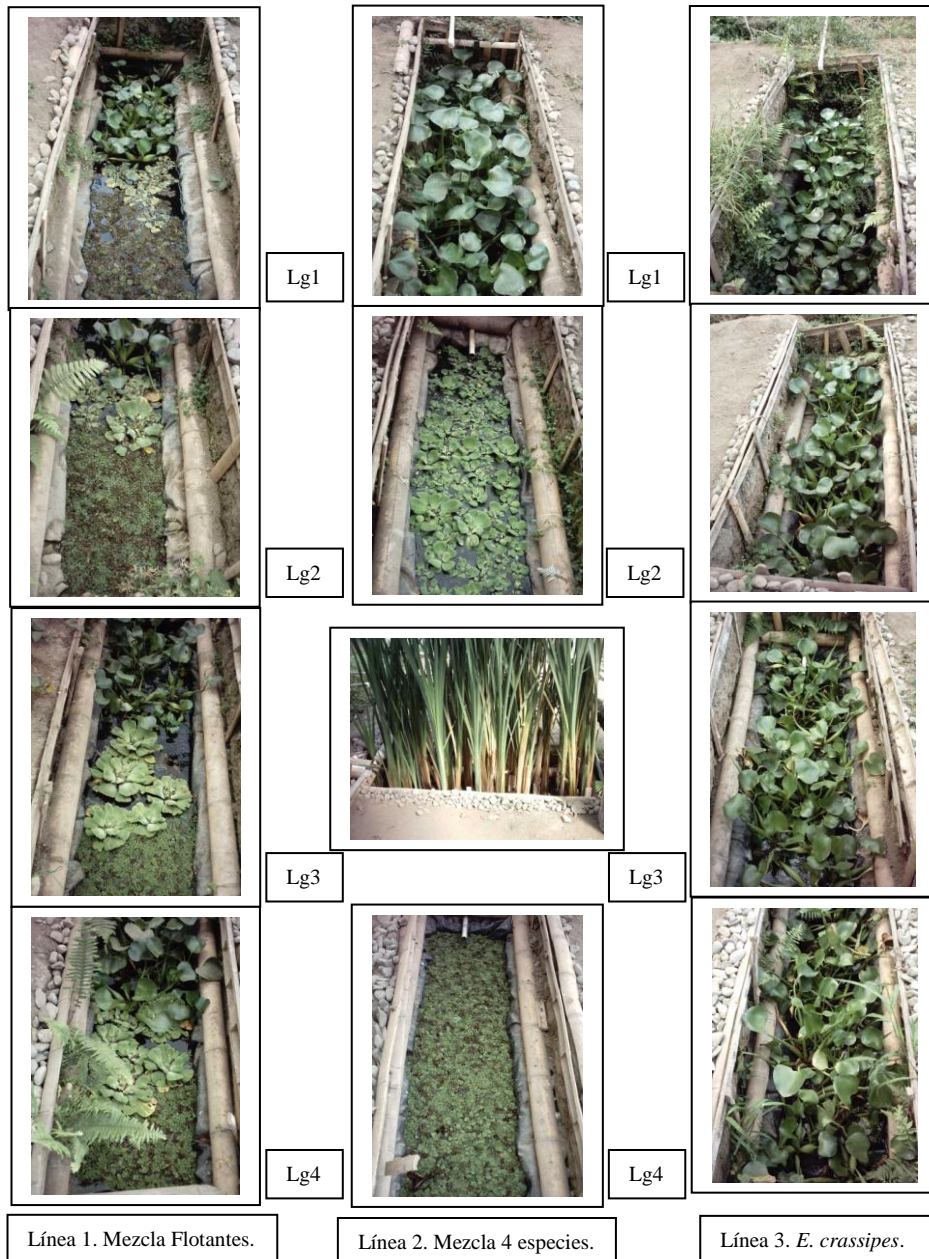 Lg1
Lg1
Lg2
Lg2
Lg3
Lg3
Lg4
Lg4
Línea 1. Mezcla Flotantes.
Línea 2. Mezcla 4 especies.
Línea 3. E. crassipes.